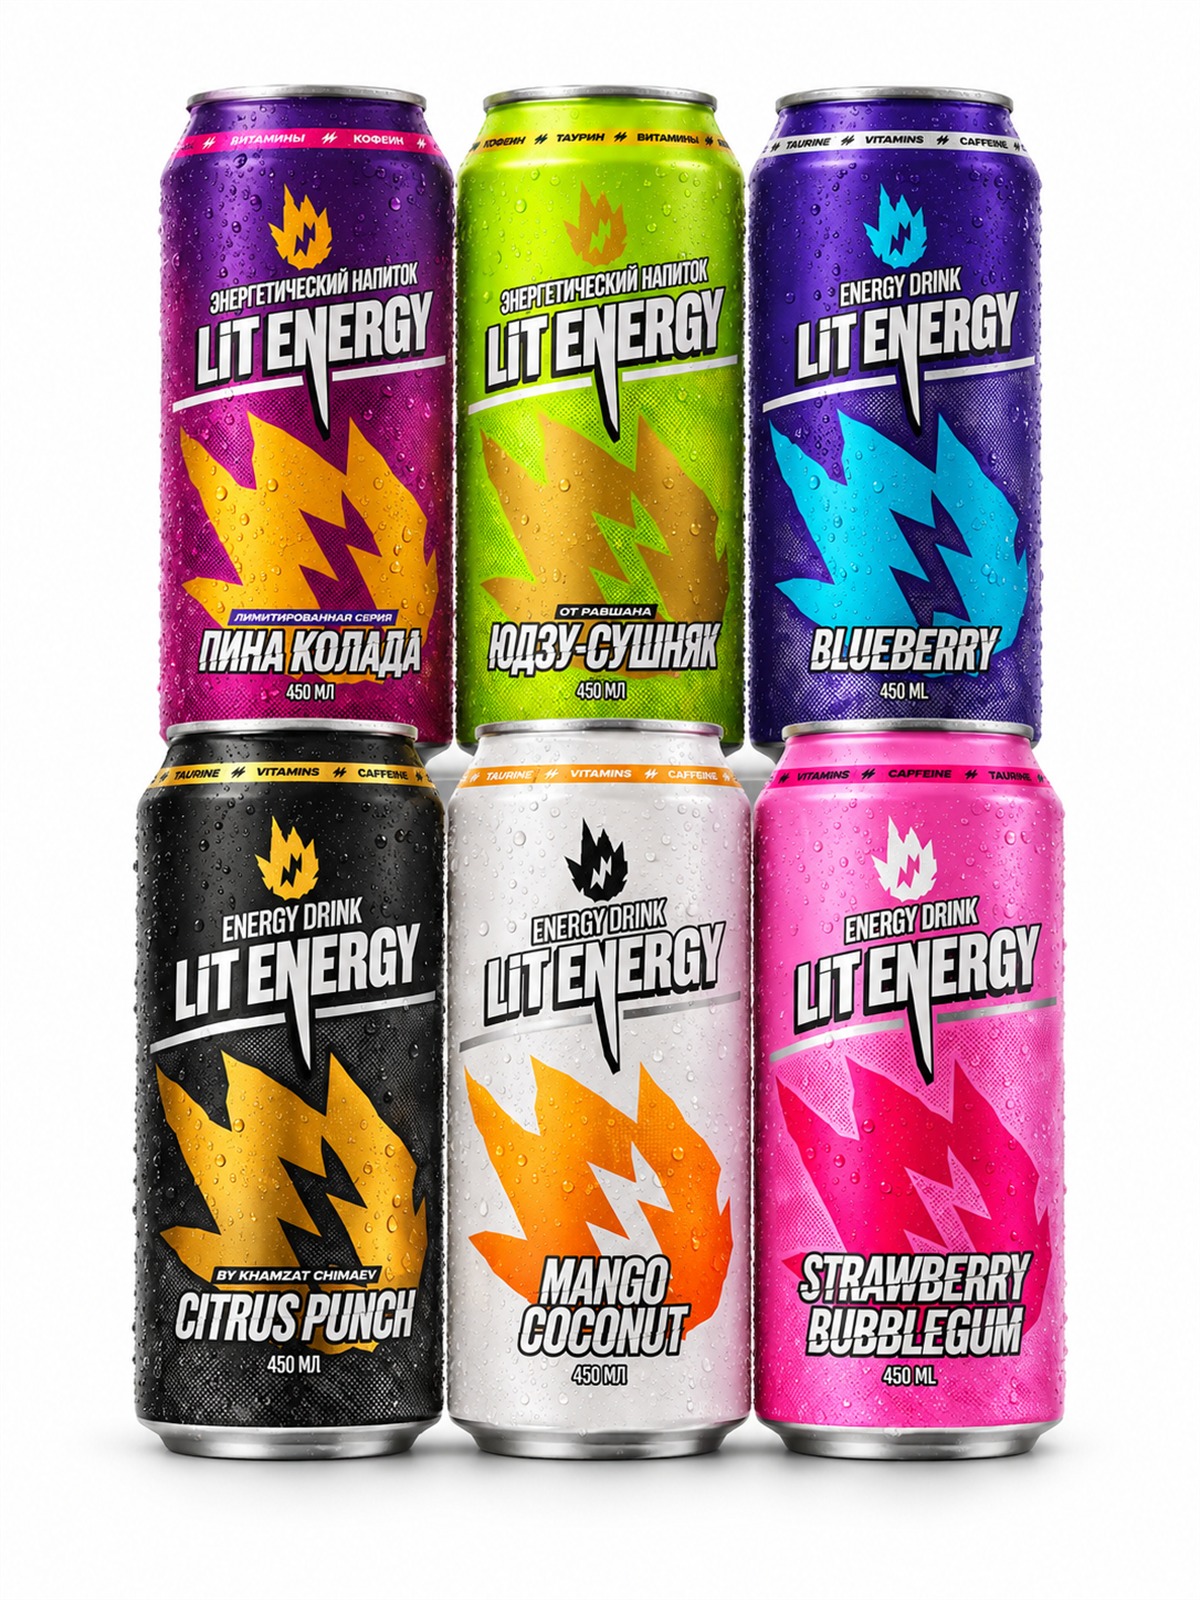 ВИТАМИНЫ КОФЕИН
ЭНЕРГЕТИЧЕСКИЙ НАПИТОК
LiT ENERGY
ЛИМИТИРОВАННАЯ СЕРИЯ
ПИНА КОЛАДА
450 МЛ
КОФЕИН ТАУРИН ВИТАМИНЫ
ЭНЕРГЕТИЧЕСКИЙ НАПИТОК
LiT ENERGY
ОТ РАВШАНА
ЮДЗУ-СУШНЯК
450 МЛ
TAURINE VITAMINS CAFFEINE
ENERGY DRINK
LiT ENERGY
BLUEBERRY
450 ML
TAURINE VITAMINS CAFFEINE
ENERGY DRINK
LiT ENERGY
BY KHAMZAT CHIMAEV
CITRUS PUNCH
450 МЛ
TAURINE VITAMINS CAFFEINE
ENERGY DRINK
LiT ENERGY
MANGO
COCONUT
450 МЛ
VITAMINS CAFFEINE TAURINE
ENERGY DRINK
LiT ENERGY
STRAWBERRY
BUBBLEGUM
450 ML